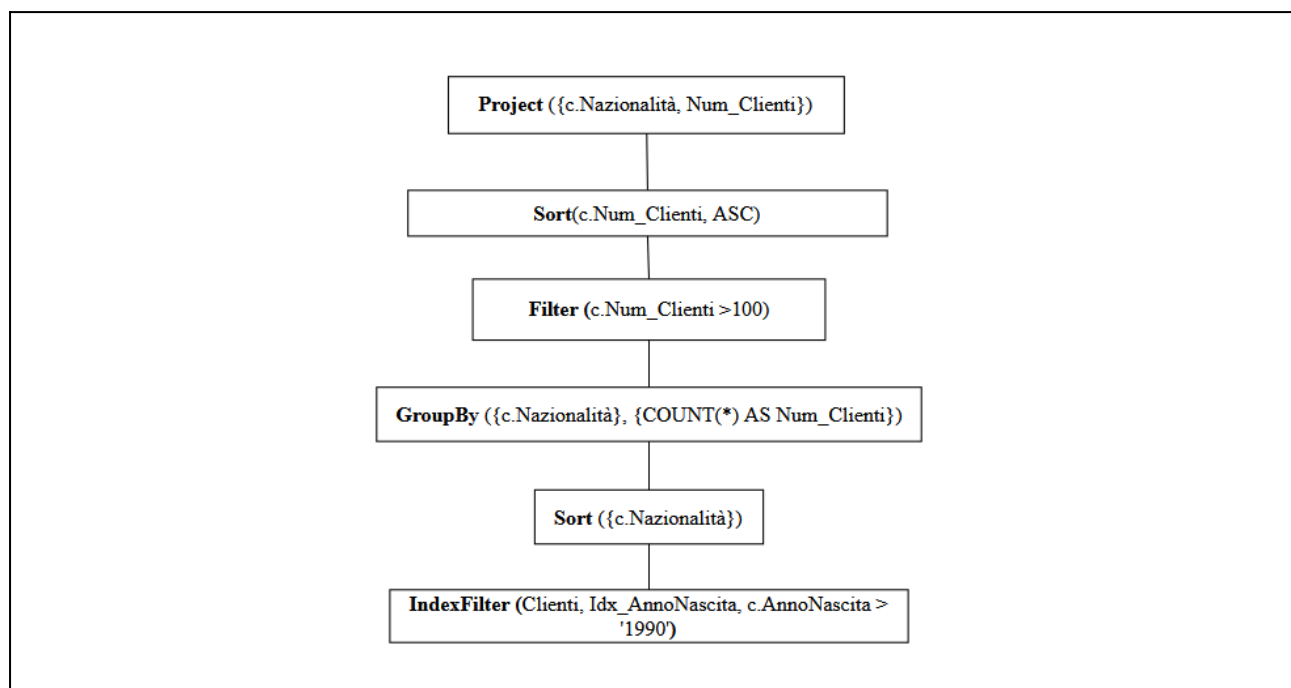 Project ({c.Nazionalità, Num_Clienti})
Sort(c.Num_Clienti, ASC)
Filter (c.Num_Clienti >100)
GroupBy ({c.Nazionalità}, {COUNT(*) AS Num_Clienti})
Sort ({c.Nazionalità})
IndexFilter (Clienti, Idx_AnnoNascita, c.AnnoNascita >
'1990')